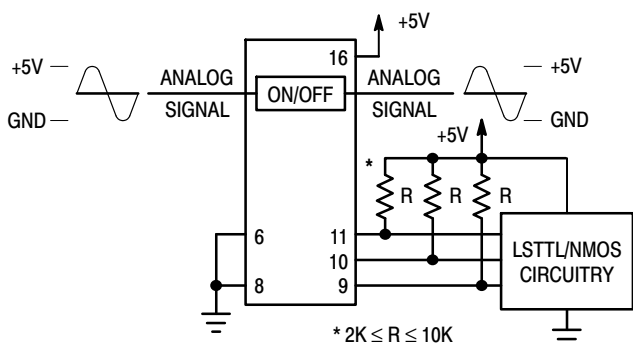 +5V
16
+5V
ANALOG
SIGNAL
GND
ON/OFF
ANALOG
SIGNAL
+5V
GND
+5V
*
R
R
R
6
8
11
10
9
LSTTL/NMOS
CIRCUITRY
* 2K ≤ R ≤ 10K